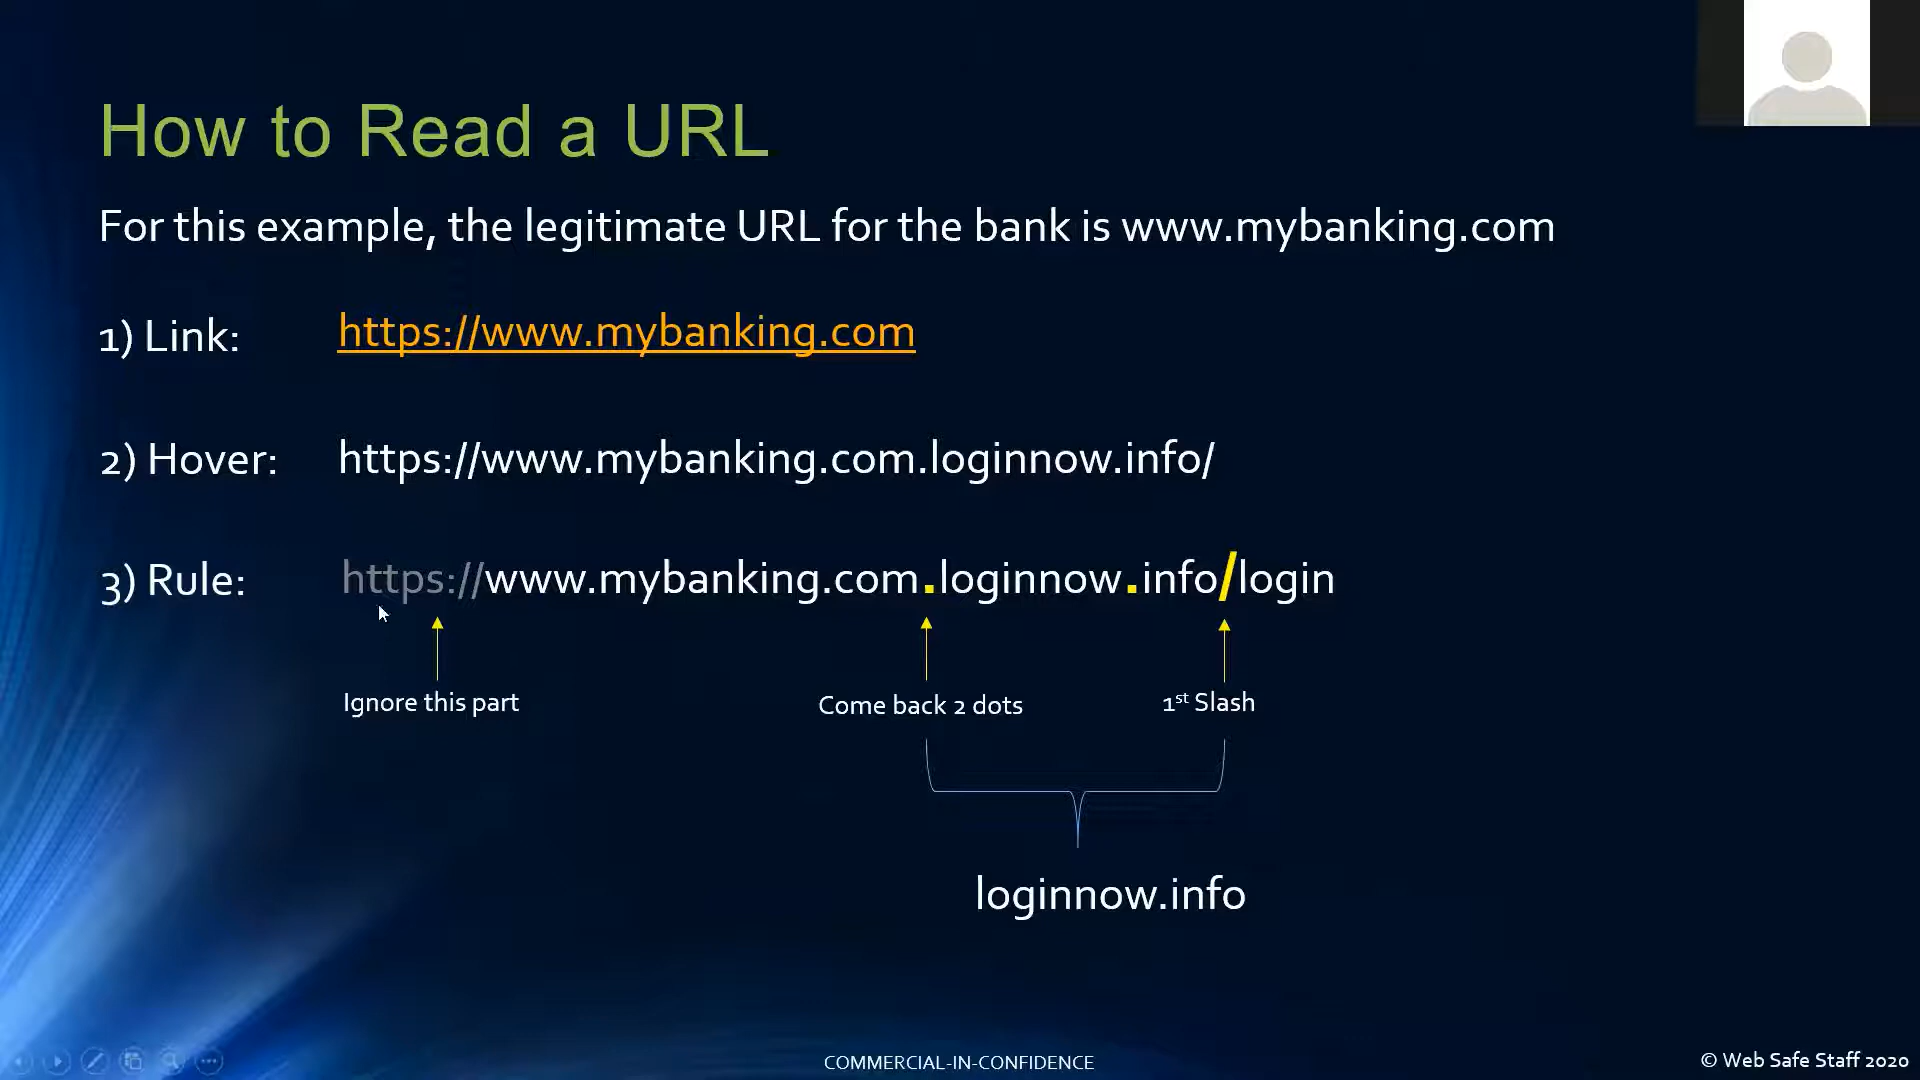 How to Read a URL
For this example, the legitimate URL for the bank is www.mybanking.com
1) Link: https://www.mybanking.com
2) Hover: https://www.mybanking.com.loginnow.info/
3) Rule: https://www.mybanking.com.loginnow.info/login
Ignore this part Come back 2 dots 1st Slash
loginnow.info
COMMERCIAL-IN-CONFIDENCE © Web Safe Staff 2020